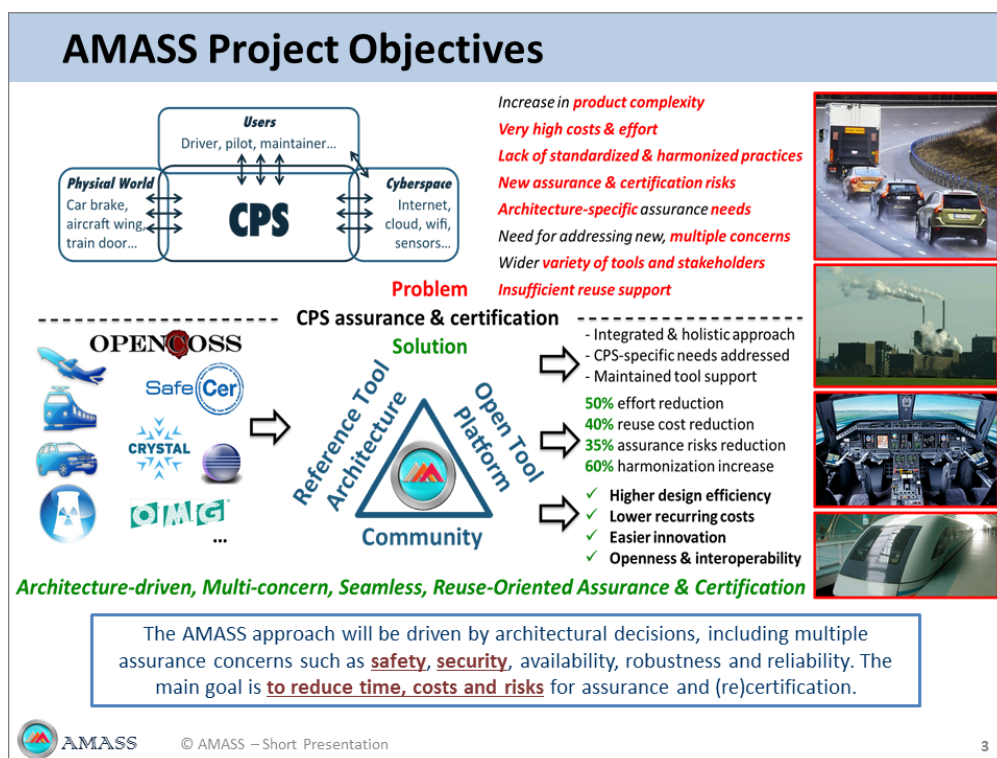 AMASS Project Objectives
Users
Driver, pilot, maintainer...
Physical World
Car brake,
aircraft wing,
train door...
CPS
Cyberspace
Internet,
cloud, wifi,
sensors...
Increase in product complexity
Very high costs & effort
Lack of standardized & harmonized practices
New assurance & certification risks
Architecture-specific assurance needs
Need for addressing new, multiple concerns
Wider variety of tools and stakeholders
Insufficient reuse support
Problem
CPS assurance & certification
Solution
OPENCOSS
SafeCer
CRYSTAL
OMG
...
Reference Tool
Architecture
Open Tool
Platform
Community
- Integrated & holistic approach
- CPS-specific needs addressed
- Maintained tool support
50% effort reduction
40% reuse cost reduction
35% assurance risks reduction
60% harmonization increase
✓ Higher design efficiency
✓ Lower recurring costs
✓ Easier innovation
✓ Openness & interoperability
Architecture-driven, Multi-concern, Seamless, Reuse-Oriented Assurance & Certification
The AMASS approach will be driven by architectural decisions, including multiple
assurance concerns such as safety, security, availability, robustness and reliability. The
main goal is to reduce time, costs and risks for assurance and (re)certification.
AMASS
© AMASS – Short Presentation
3